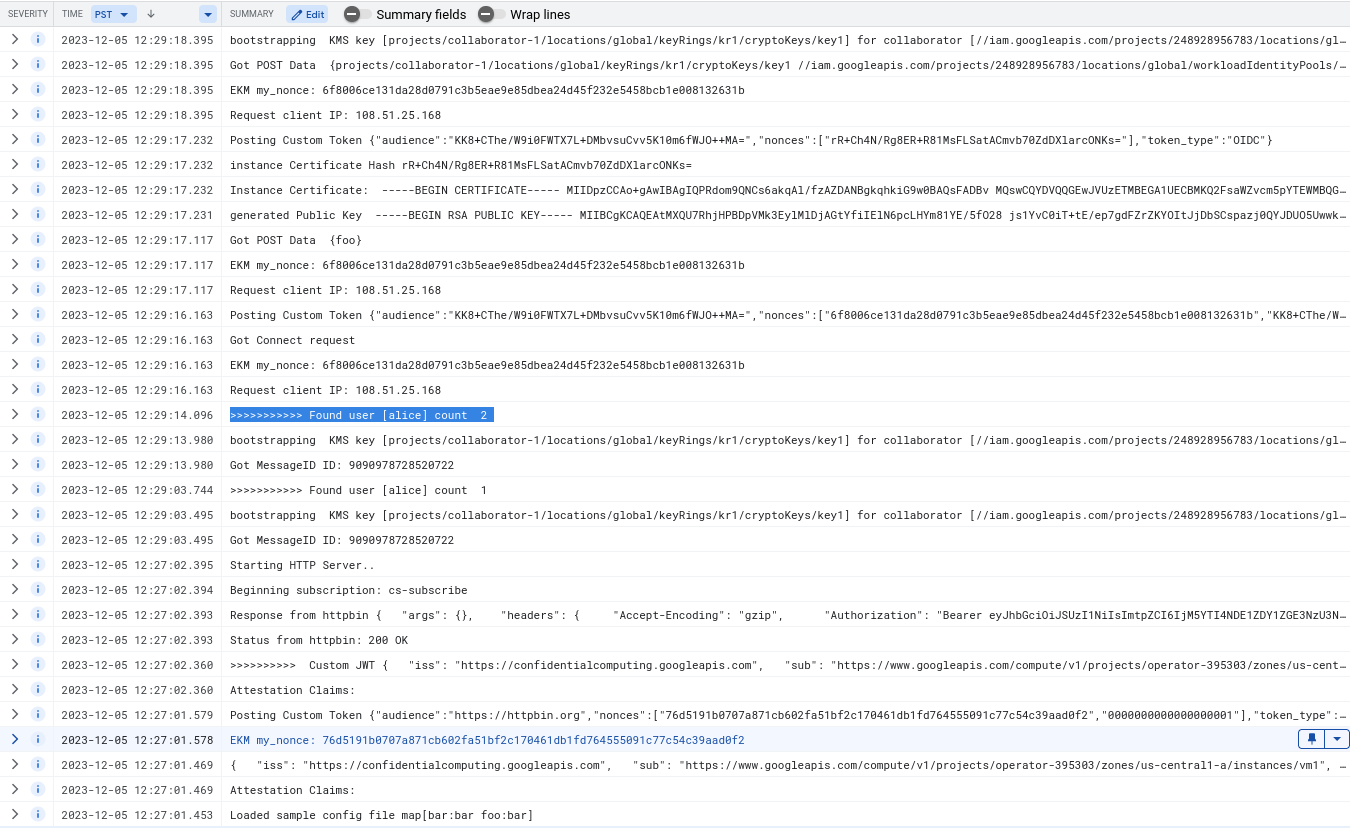 SEVERITY TIME PST SUMMARY Edit Summary fields Wrap lines
2023-12-05 12:29:18.395 bootstrapping KMS key [projects/collaborator-1/locations/global/keyRings/kr1/cryptoKeys/key1] for collaborator [//iam.googleapis.com/projects/248928956783/locations/gl…
2023-12-05 12:29:18.395 Got POST Data {projects/collaborator-1/locations/global/keyRings/kr1/cryptoKeys/key1 //iam.googleapis.com/projects/248928956783/locations/global/workloadIdentityPools/…
2023-12-05 12:29:18.395 EKM my_nonce: 6f8006ce131da28d0791c3b5eae9e85dbea24d45f232e5458bcb1e008132631b
2023-12-05 12:29:18.395 Request client IP: 108.51.25.168
2023-12-05 12:29:17.232 Posting Custom Token {"audience":"KK8+CThe/W9i0FWTX7L+DMbvsuCvv5K10m6fWJO++MA=","nonces":["rR+Ch4N/Rg8ER+R81MsFLSatACmvb70ZdDXlarcONKs="],"token_type":"OIDC"}
2023-12-05 12:29:17.232 instance Certificate Hash rR+Ch4N/Rg8ER+R81MsFLSatACmvb70ZdDXlarcONKs=
2023-12-05 12:29:17.232 Instance Certificate: -----BEGIN CERTIFICATE----- MIIDpzCCAo+gAwIBAgIQPRdom9QNCs6akqAl/fzAZDANBgkqhkiG9w0BAQsFADBv MQswCQYDVQQGEwJVUzETMBEGA1UECBMKQ2FsaWZvcm5pYTEWMBQG…
2023-12-05 12:29:17.231 generated Public Key -----BEGIN RSA PUBLIC KEY----- MIIBCgKCAQEAtMXQU7RhjHPBDpVMk3EylMlDjAGtYfiIElN6pcLHYm81YE/5fO28 js1YvC0iT+tE/ep7gdFZrZKYOItJjDbSCspazj0QYJDUO5Uwwk…
2023-12-05 12:29:17.117 Got POST Data {foo}
2023-12-05 12:29:17.117 EKM my_nonce: 6f8006ce131da28d0791c3b5eae9e85dbea24d45f232e5458bcb1e008132631b
2023-12-05 12:29:17.117 Request client IP: 108.51.25.168
2023-12-05 12:29:16.163 Posting Custom Token {"audience":"KK8+CThe/W9i0FWTX7L+DMbvsuCvv5K10m6fWJO++MA=","nonces":["6f8006ce131da28d0791c3b5eae9e85dbea24d45f232e5458bcb1e008132631b","KK8+CThe/W…
2023-12-05 12:29:16.163 Got Connect request
2023-12-05 12:29:16.163 EKM my_nonce: 6f8006ce131da28d0791c3b5eae9e85dbea24d45f232e5458bcb1e008132631b
2023-12-05 12:29:16.163 Request client IP: 108.51.25.168
2023-12-05 12:29:14.096 >>>>>>>>>>> Found user [alice] count 2
2023-12-05 12:29:13.980 bootstrapping KMS key [projects/collaborator-1/locations/global/keyRings/kr1/cryptoKeys/key1] for collaborator [//iam.googleapis.com/projects/248928956783/locations/gl…
2023-12-05 12:29:13.980 Got MessageID ID: 9090978728520722
2023-12-05 12:29:03.744 >>>>>>>>>>> Found user [alice] count 1
2023-12-05 12:29:03.495 bootstrapping KMS key [projects/collaborator-1/locations/global/keyRings/kr1/cryptoKeys/key1] for collaborator [//iam.googleapis.com/projects/248928956783/locations/gl…
2023-12-05 12:29:03.495 Got MessageID ID: 9090978728520722
2023-12-05 12:27:02.395 Starting HTTP Server..
2023-12-05 12:27:02.394 Beginning subscription: cs-subscribe
2023-12-05 12:27:02.393 Response from httpbin { "args": {}, "headers": { "Accept-Encoding": "gzip", "Authorization": "Bearer eyJhbGciOiJSUzI1NiIsImtpZCI6IjM5YTI4NDE1ZDY1ZGE3NzU3N…
2023-12-05 12:27:02.393 Status from httpbin: 200 OK
2023-12-05 12:27:02.360 >>>>>>>>>> Custom JWT { "iss": "https://confidentialcomputing.googleapis.com", "sub": "https://www.googleapis.com/compute/v1/projects/operator-395303/zones/us-cent…
2023-12-05 12:27:02.360 Attestation Claims:
2023-12-05 12:27:01.579 Posting Custom Token {"audience":"https://httpbin.org","nonces":["76d5191b0707a871cb602fa51bf2c170461db1fd764555091c77c54c39aad0f2","0000000000000000001"],"token_type":…
2023-12-05 12:27:01.578 EKM my_nonce: 76d5191b0707a871cb602fa51bf2c170461db1fd764555091c77c54c39aad0f2
2023-12-05 12:27:01.469 { "iss": "https://confidentialcomputing.googleapis.com", "sub": "https://www.googleapis.com/compute/v1/projects/operator-395303/zones/us-central1-a/instances/vm1", …
2023-12-05 12:27:01.469 Attestation Claims:
2023-12-05 12:27:01.453 Loaded sample config file map[bar:bar foo:bar]